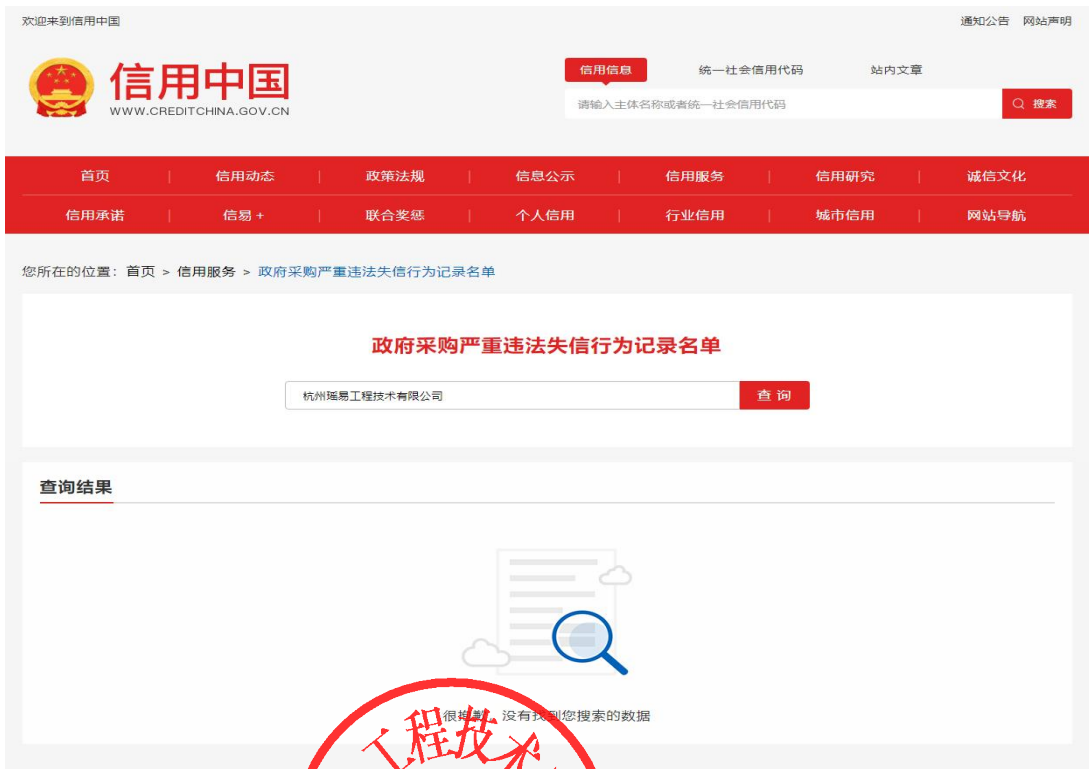 欢迎来到信用中国
通知公告 网站声明
信用中国
WWW.CREDITCHINA.GOV.CN
信用信息 统一社会信用代码 站内文章
请输入主体名称或者统一社会信用代码 搜索
首页 | 信用动态 | 政策法规 | 信息公示 | 信用服务 | 信用研究 | 诚信文化
信用承诺 | 信易+ | 联合奖惩 | 个人信用 | 行业信用 | 城市信用 | 网站导航
您所在的位置：首页 > 信用服务 > 政府采购严重违法失信行为记录名单
政府采购严重违法失信行为记录名单
杭州瑶易工程技术有限公司 查询
查询结果
很抱歉，没有找到您搜索的数据
工程技术